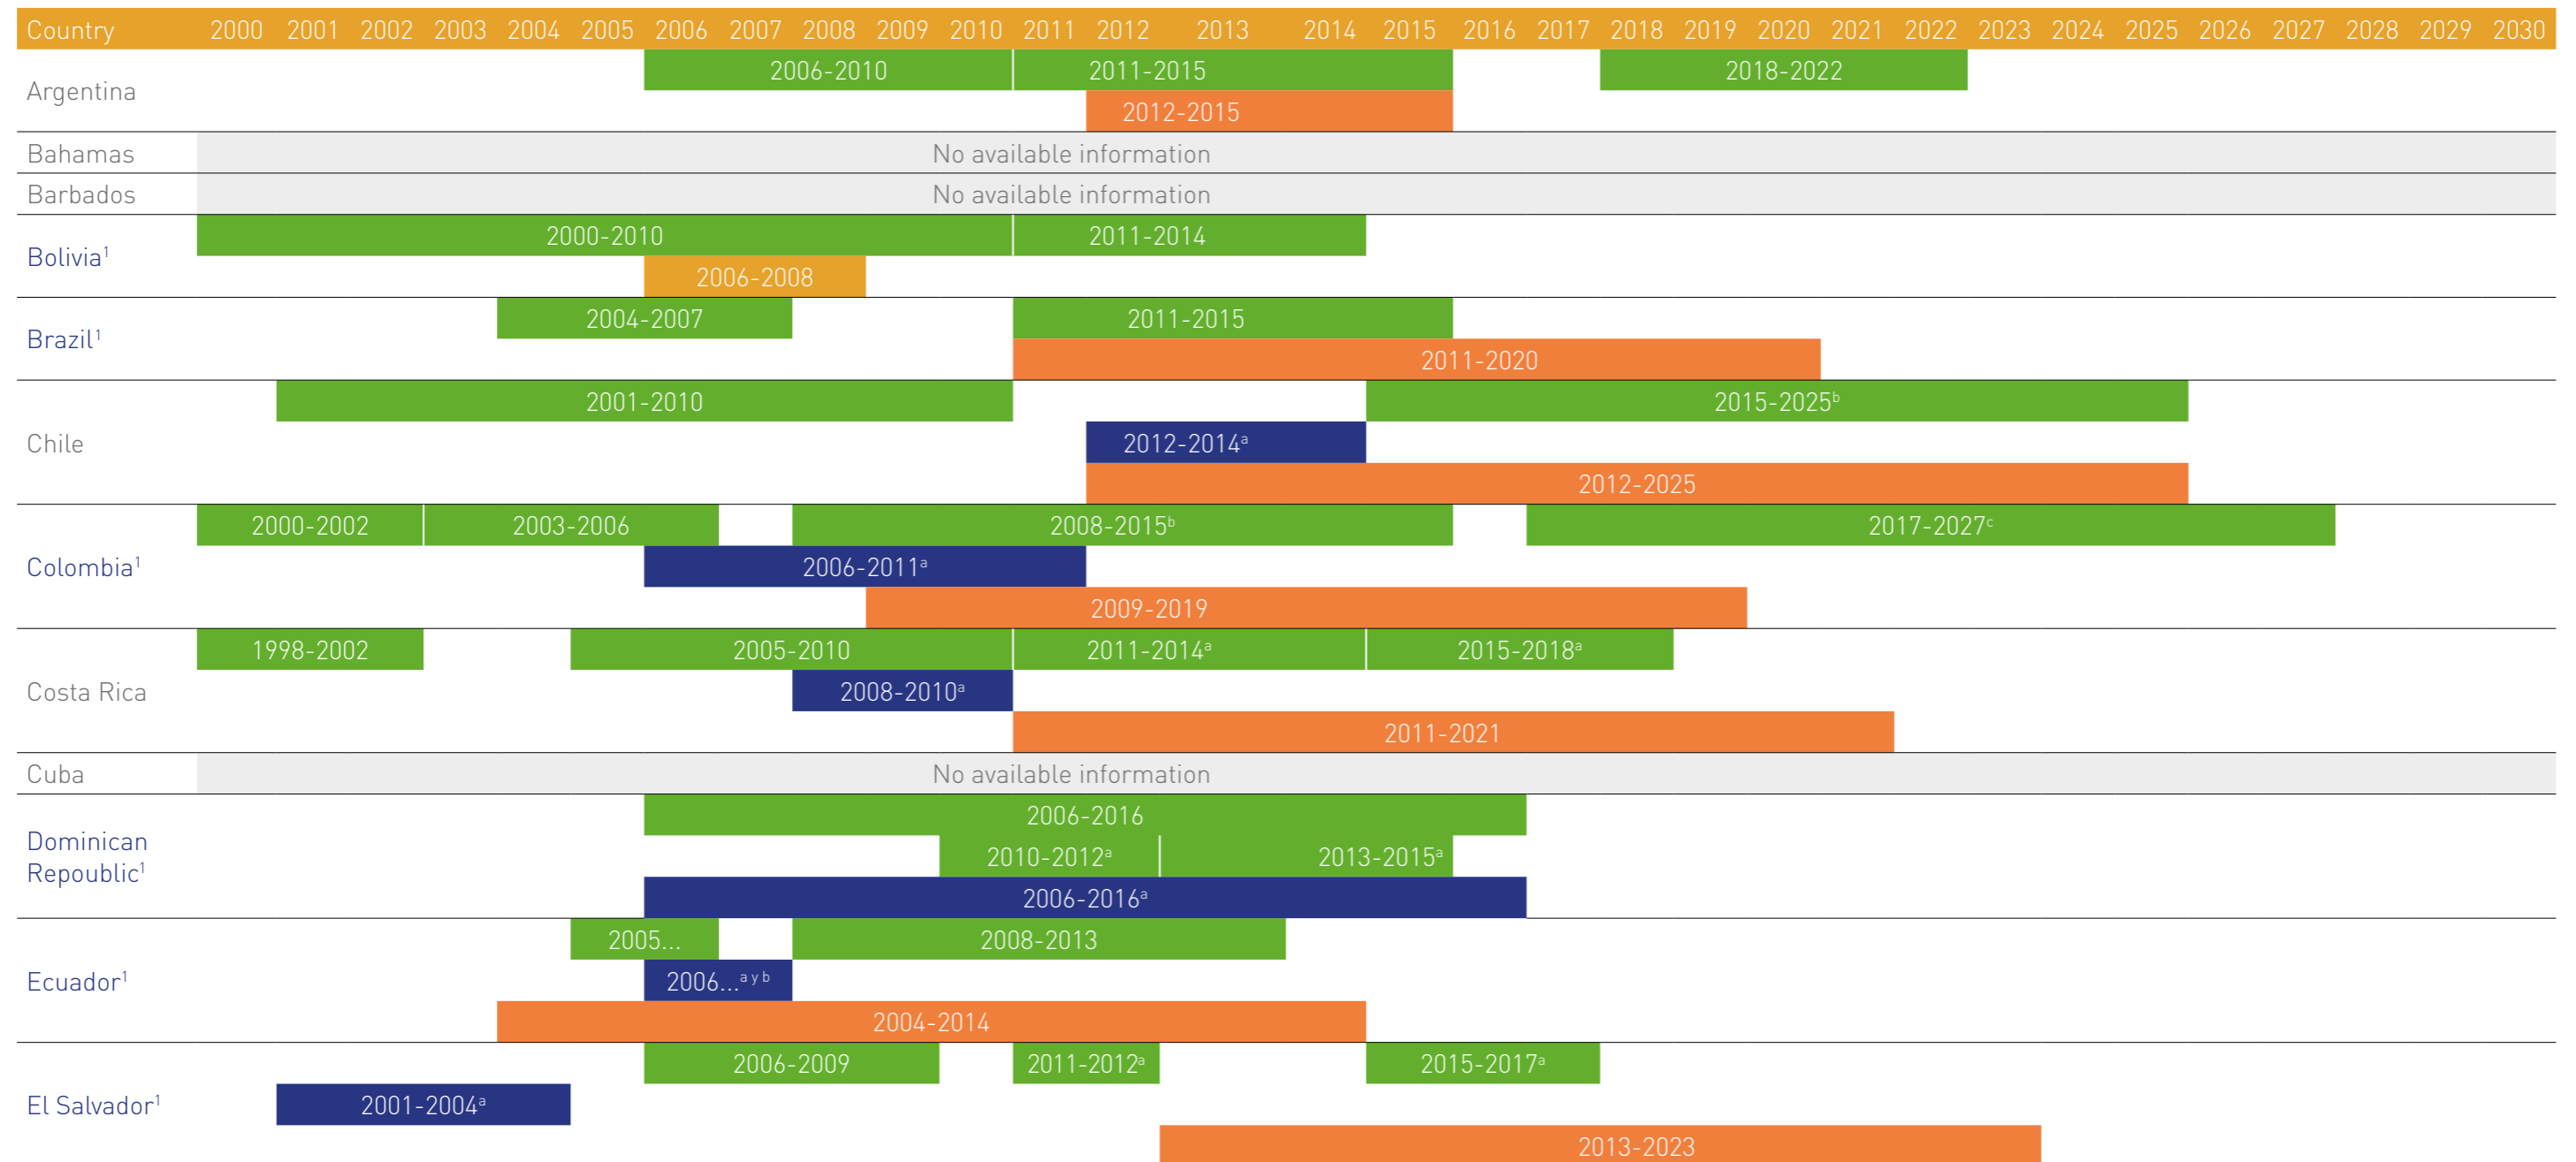 Country 2000 2001 2002 2003 2004 2005 2006 2007 2008 2009 2010 2011 2012 2013 2014 2015 2016 2017 2018 2019 2020 2021 2022 2023 2024 2025 2026 2027 2028 2029 2030
Argentina
2006-2010 2011-2015 2018-2022
2012-2015
Bahamas No available information
Barbados No available information
Bolivia¹
2000-2010 2011-2014
2006-2008
Brazil¹
2004-2007 2011-2015
2011-2020
Chile
2001-2010 2015-2025ᵇ
2012-2014ᵃ
2012-2025
Colombia¹
2000-2002 2003-2006 2008-2015ᵇ 2017-2027ᶜ
2006-2011ᵃ
2009-2019
Costa Rica
1998-2002 2005-2010 2011-2014ᵃ 2015-2018ᵃ
2008-2010ᵃ
2011-2021
Cuba No available information
Dominican
Repoublic¹
2006-2016
2010-2012ᵃ 2013-2015ᵃ
2006-2016ᵃ
Ecuador¹
2005... 2008-2013
2006...ᵃ ʸ ᵇ
2004-2014
El Salvador¹
2006-2009 2011-2012ᵃ 2015-2017ᵃ
2001-2004ᵃ
2013-2023